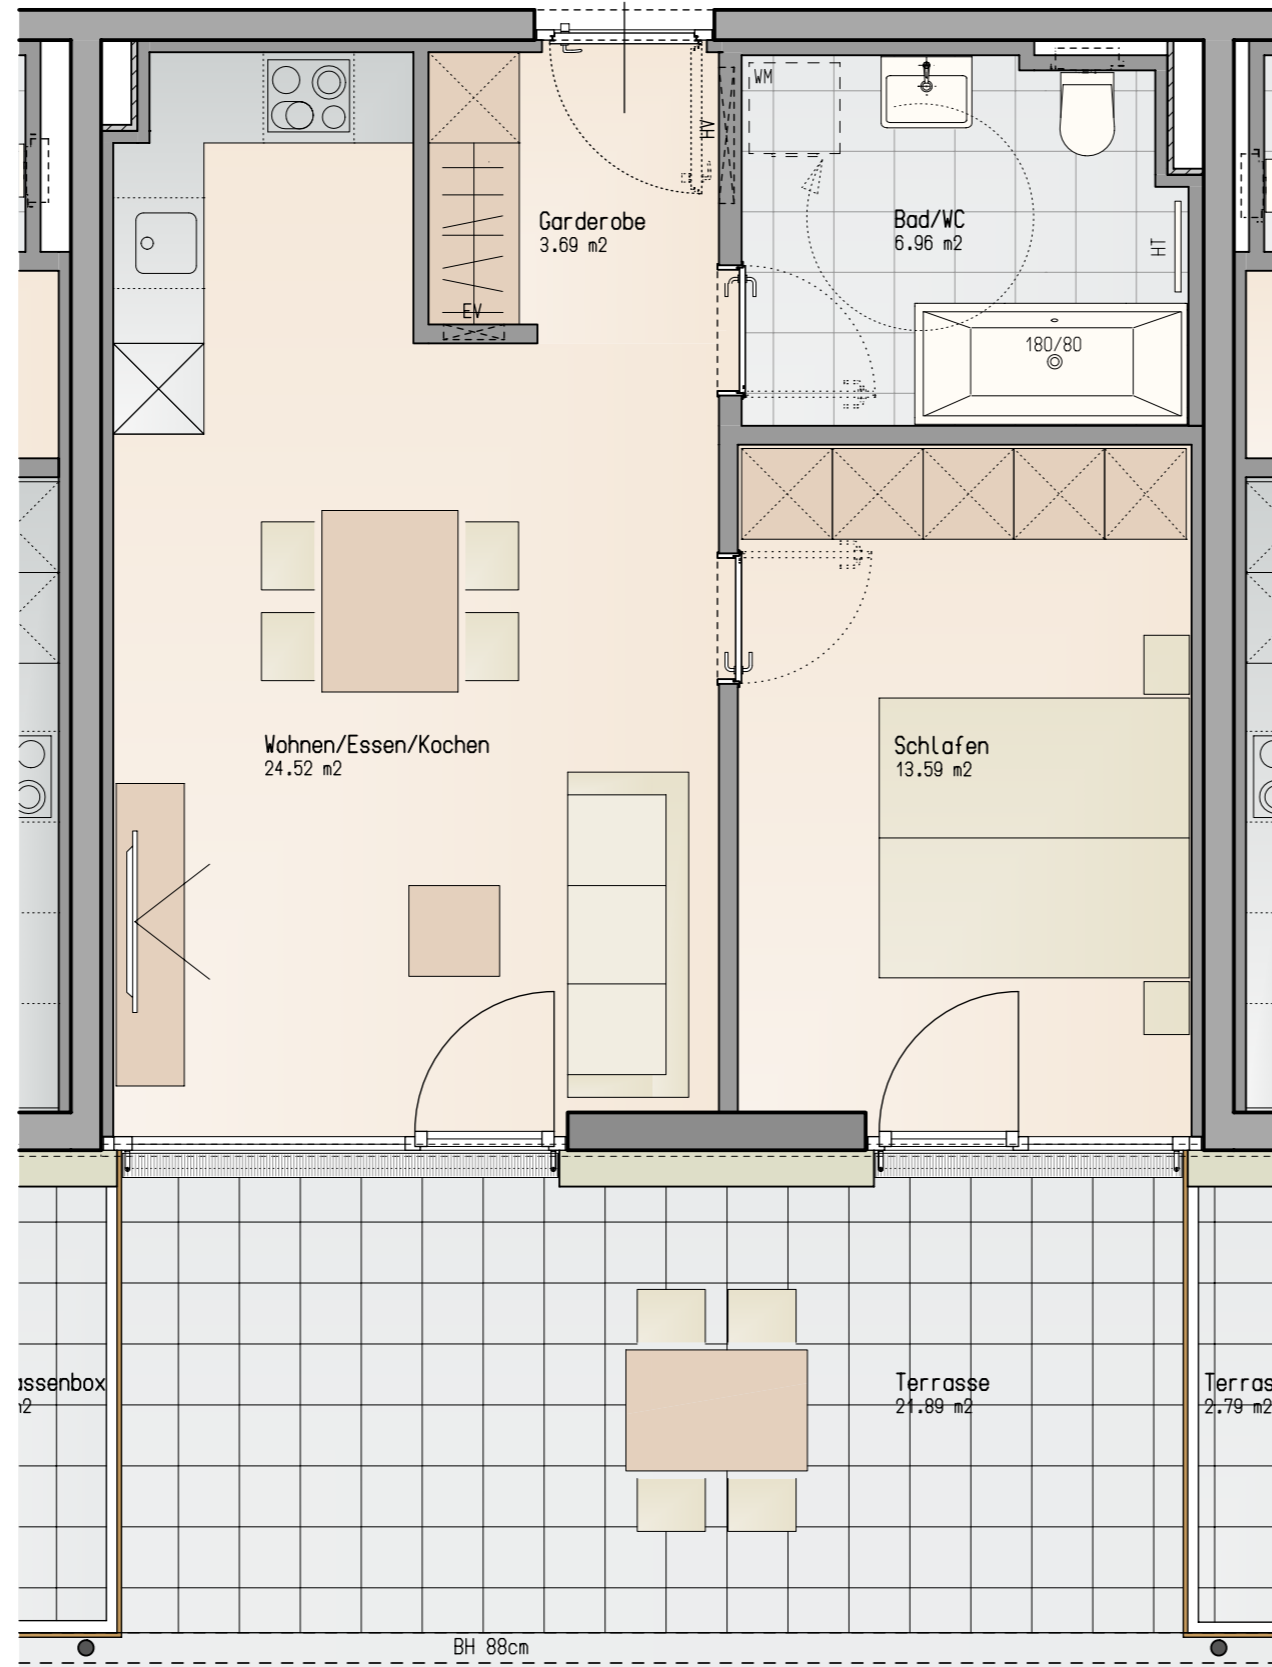 WM
HV
Garderobe
3.69 m2
Bad/WC
6.96 m2
HT
EV
180/80
Wohnen/Essen/Kochen
24.52 m2
Schlafen
13.59 m2
assenbox
m2
Terrasse
21.89 m2
Terras
2.79 m2
BH 88cm